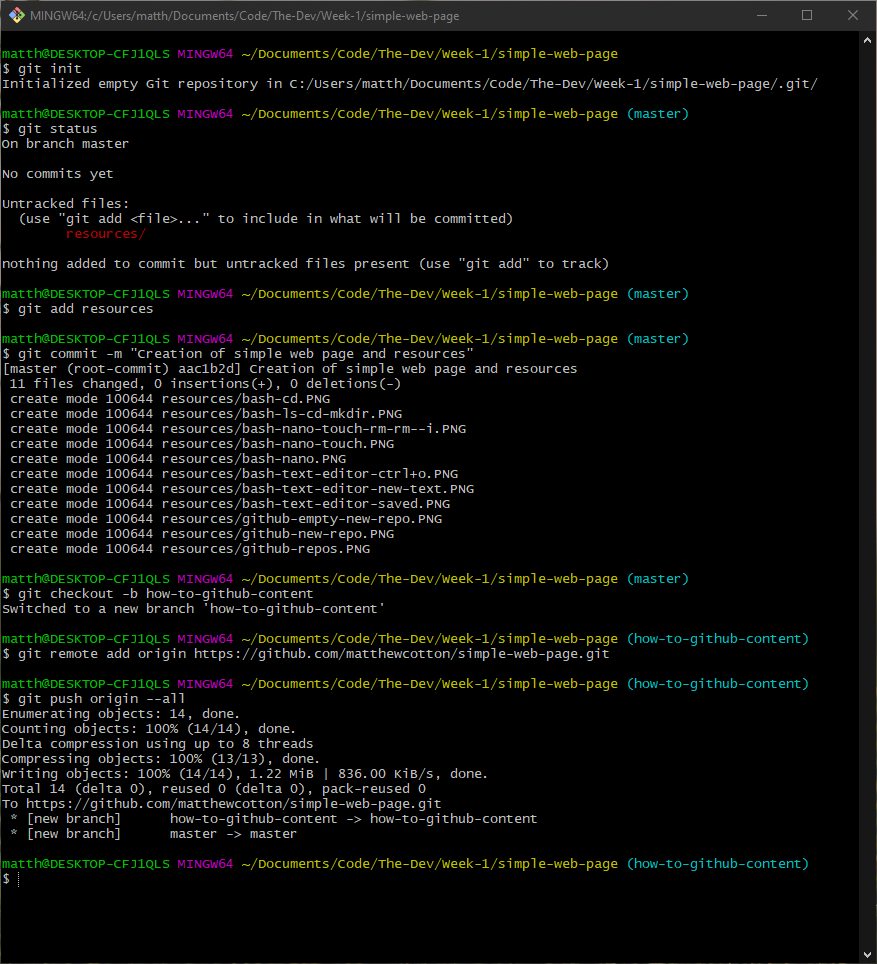 MINGW64:/c/Users/matth/Documents/Code/The-Dev/Week-1/simple-web-page
matth@DESKTOP-CFJ1QLS MINGW64 ~/Documents/Code/The-Dev/Week-1/simple-web-page
$ git init
Initialized empty Git repository in C:/Users/matth/Documents/Code/The-Dev/Week-1/simple-web-page/.git/
matth@DESKTOP-CFJ1QLS MINGW64 ~/Documents/Code/The-Dev/Week-1/simple-web-page (master)
$ git status
On branch master
No commits yet
Untracked files:
  (use "git add <file>..." to include in what will be committed)
        resources/
nothing added to commit but untracked files present (use "git add" to track)
matth@DESKTOP-CFJ1QLS MINGW64 ~/Documents/Code/The-Dev/Week-1/simple-web-page (master)
$ git add resources
matth@DESKTOP-CFJ1QLS MINGW64 ~/Documents/Code/The-Dev/Week-1/simple-web-page (master)
$ git commit -m "Creation of simple web page and resources"
[master (root-commit) aac1b2d] Creation of simple web page and resources
 11 files changed, 0 insertions(+), 0 deletions(-)
 create mode 100644 resources/bash-cd.PNG
 create mode 100644 resources/bash-ls-cd-mkdir.PNG
 create mode 100644 resources/bash-nano-touch-rm-rm--i.PNG
 create mode 100644 resources/bash-nano-touch.PNG
 create mode 100644 resources/bash-nano.PNG
 create mode 100644 resources/bash-text-editor-ctrl+o.PNG
 create mode 100644 resources/bash-text-editor-new-text.PNG
 create mode 100644 resources/bash-text-editor-saved.PNG
 create mode 100644 resources/github-empty-new-repo.PNG
 create mode 100644 resources/github-new-repo.PNG
 create mode 100644 resources/github-repos.PNG
matth@DESKTOP-CFJ1QLS MINGW64 ~/Documents/Code/The-Dev/Week-1/simple-web-page (master)
$ git checkout -b how-to-github-content
Switched to a new branch 'how-to-github-content'
matth@DESKTOP-CFJ1QLS MINGW64 ~/Documents/Code/The-Dev/Week-1/simple-web-page (how-to-github-content)
$ git remote add origin https://github.com/matthewcotton/simple-web-page.git
matth@DESKTOP-CFJ1QLS MINGW64 ~/Documents/Code/The-Dev/Week-1/simple-web-page (how-to-github-content)
$ git push origin --all
Enumerating objects: 14, done.
Counting objects: 100% (14/14), done.
Delta compression using up to 8 threads
Compressing objects: 100% (13/13), done.
Writing objects: 100% (14/14), 1.22 MiB | 836.00 KiB/s, done.
Total 14 (delta 0), reused 0 (delta 0), pack-reused 0
To https://github.com/matthewcotton/simple-web-page.git
 * [new branch]      how-to-github-content -> how-to-github-content
 * [new branch]      master -> master
matth@DESKTOP-CFJ1QLS MINGW64 ~/Documents/Code/The-Dev/Week-1/simple-web-page (how-to-github-content)
$